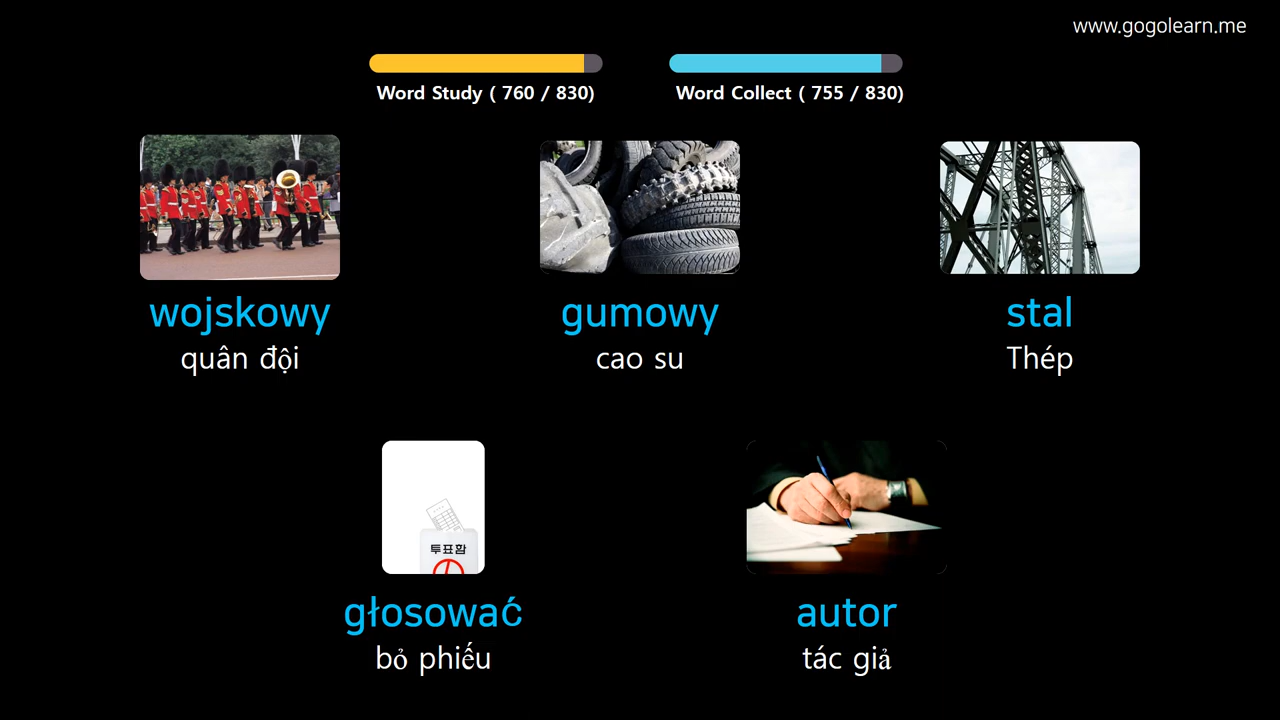 www.gogolearn.me
Word Study ( 760 / 830)
Word Collect ( 755 / 830)
wojskowy
quân đội
gumowy
cao su
stal
Thép
투표함
głosować
bỏ phiếu
autor
tác giả